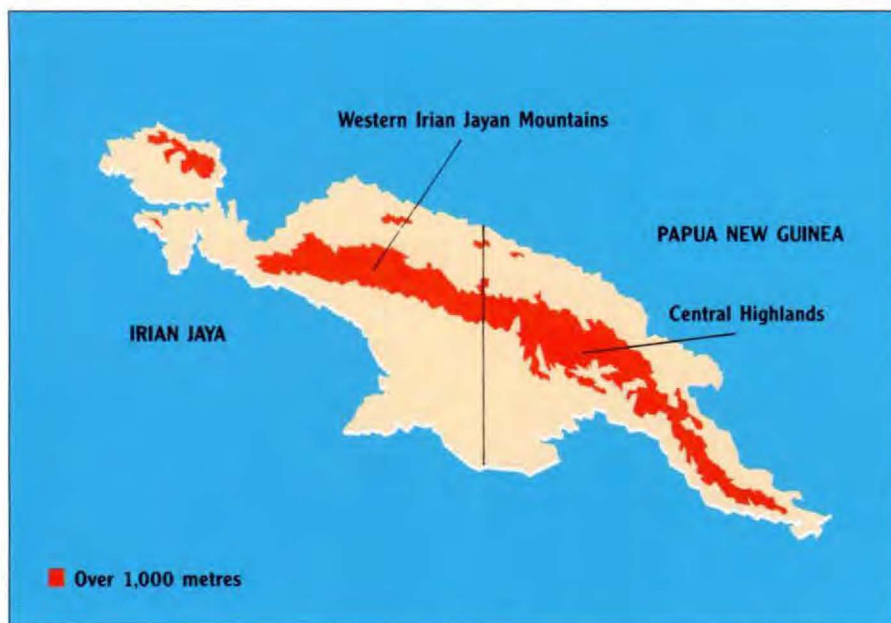 Western Irian Jayan Mountains
PAPUA NEW GUINEA
Central Highlands
IRIAN JAYA
Over 1,000 metres